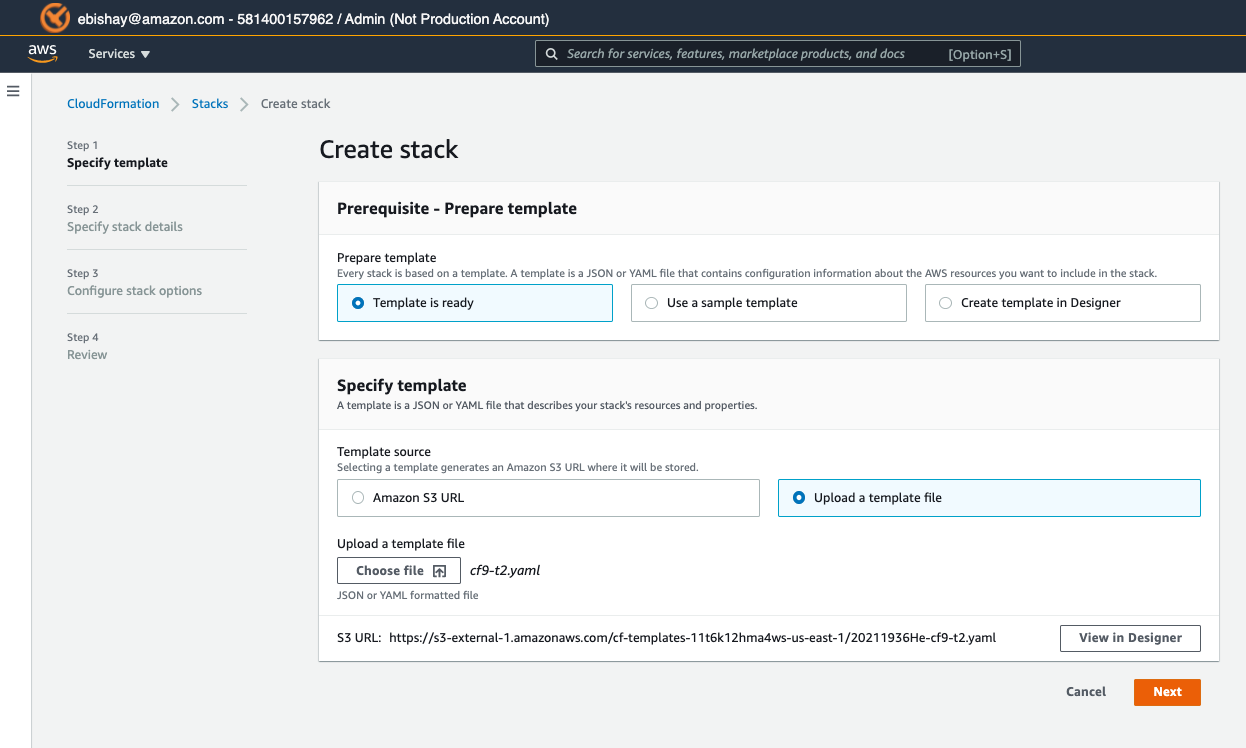 ebishay@amazon.com - 581400157962 / Admin (Not Production Account)
aws
Services
Search for services, features, marketplace products, and docs
[Option+S]
CloudFormation
Stacks
Create stack
Step 1
Specify template
Step 2
Specify stack details
Step 3
Configure stack options
Step 4
Review
Create stack
Prerequisite - Prepare template
Prepare template
Every stack is based on a template. A template is a JSON or YAML file that contains configuration information about the AWS resources you want to include in the stack.
Template is ready
Use a sample template
Create template in Designer
Specify template
A template is a JSON or YAML file that describes your stack's resources and properties.
Template source
Selecting a template generates an Amazon S3 URL where it will be stored.
Amazon S3 URL
Upload a template file
Upload a template file
Choose file
cf9-t2.yaml
JSON or YAML formatted file
S3 URL: https://s3-external-1.amazonaws.com/cf-templates-11t6k12hma4ws-us-east-1/20211936He-cf9-t2.yaml
View in Designer
Cancel
Next